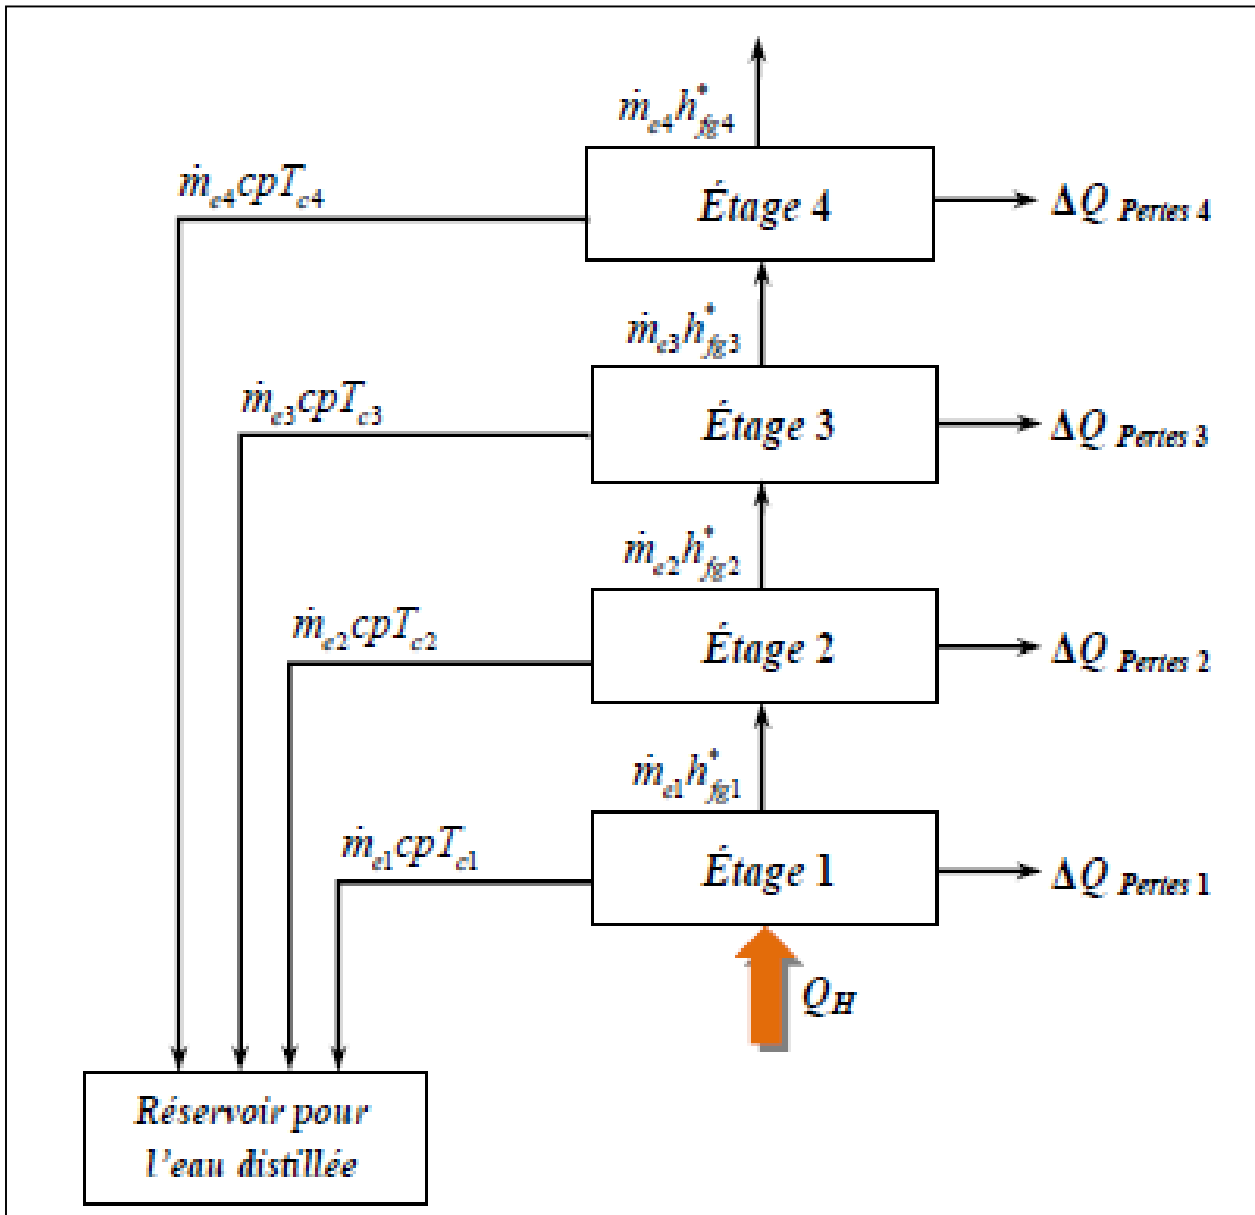 ṁₑ₄h*fg4
ṁₑ₄cpTc4
Étage 4
ΔQ Pertes 4
ṁₑ₃h*fg3
ṁₑ₃cpTc3
Étage 3
ΔQ Pertes 3
ṁₑ₂h*fg2
ṁₑ₂cpTc2
Étage 2
ΔQ Pertes 2
ṁₑ₁h*fg1
ṁₑ₁cpTc1
Étage 1
ΔQ Pertes 1
QH
Réservoir pour
l'eau distillée